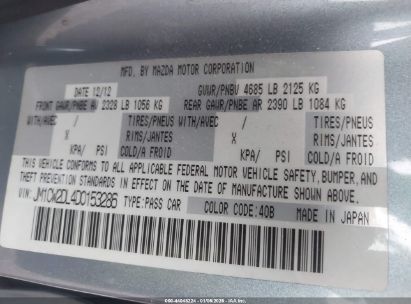 MFD. BY MAZDA MOTOR CORPORATION
DATE 12/12 GVWR/PNBV 4685 LB 2125 KG
FRONT GAWR/PNBE AV 2328 LB 1056 KG REAR GAWR/PNBE AR 2390 LB 1084 KG
WITH/AVEC / TIRES/PNEUS WITH/AVEC / TIRES/PNEUS
X RIMS/JANTES X RIMS/JANTES
KPA/ PSI COLD/A FROID KPA/ PSI COLD/A FROID
THIS VEHICLE CONFORMS TO ALL APPLICABLE FEDERAL MOTOR VEHICLE SAFETY, BUMPER, AND
THEFT PREVENTION STANDARDS IN EFFECT ON THE DATE OF MANUFACTURE SHOWN ABOVE.
VIN: JM1CW2DL4D0153286 TYPE:PASS CAR COLOR CODE:40B MADE IN JAPAN